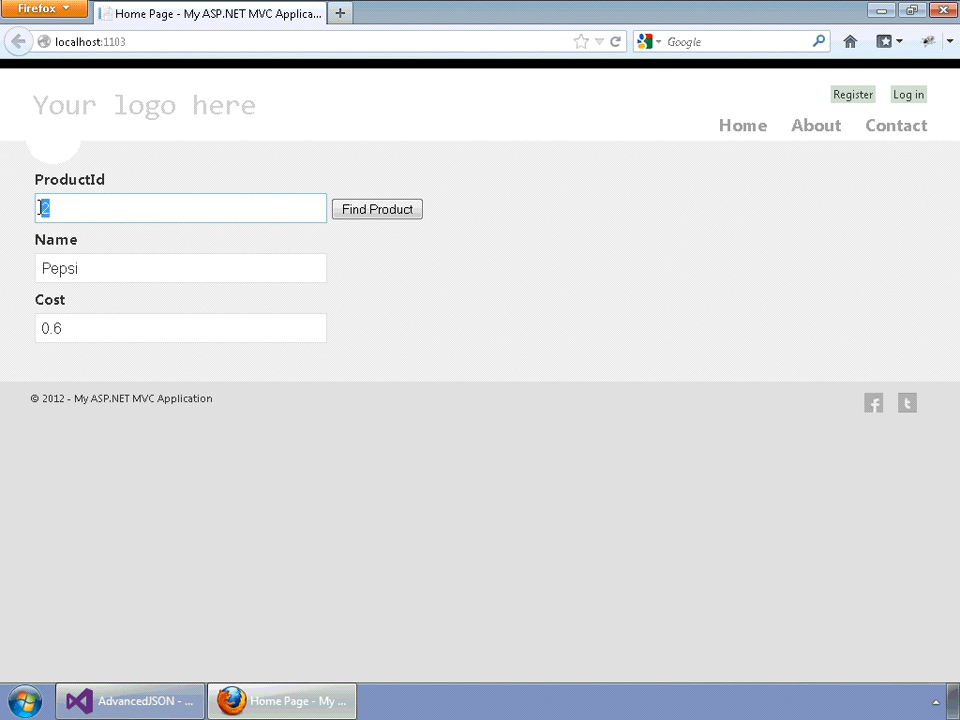 Firefox
Home Page - My ASP.NET MVC Applica...
localhost:1103
Google
Your logo here
Register
Log in
Home
About
Contact
ProductId
2
Find Product
Name
Pepsi
Cost
0.6
© 2012 - My ASP.NET MVC Application
AdvancedJSON - ...
Home Page - My ...